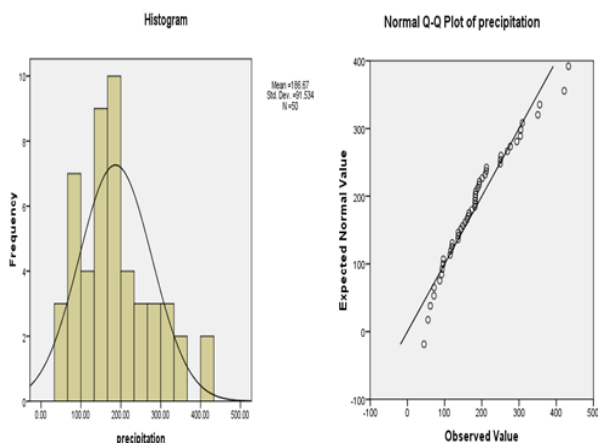 Histogram
Mean =186.67
Std. Dev. =91.534
N =50
Frequency
10
8
6
4
2
0
0.00 100.00 200.00 300.00 400.00 500.00
precipitation
Normal Q-Q Plot of precipitation
Expected Normal Value
400
300
200
100
0
-100
-100 0 100 200 300 400 500
Observed Value